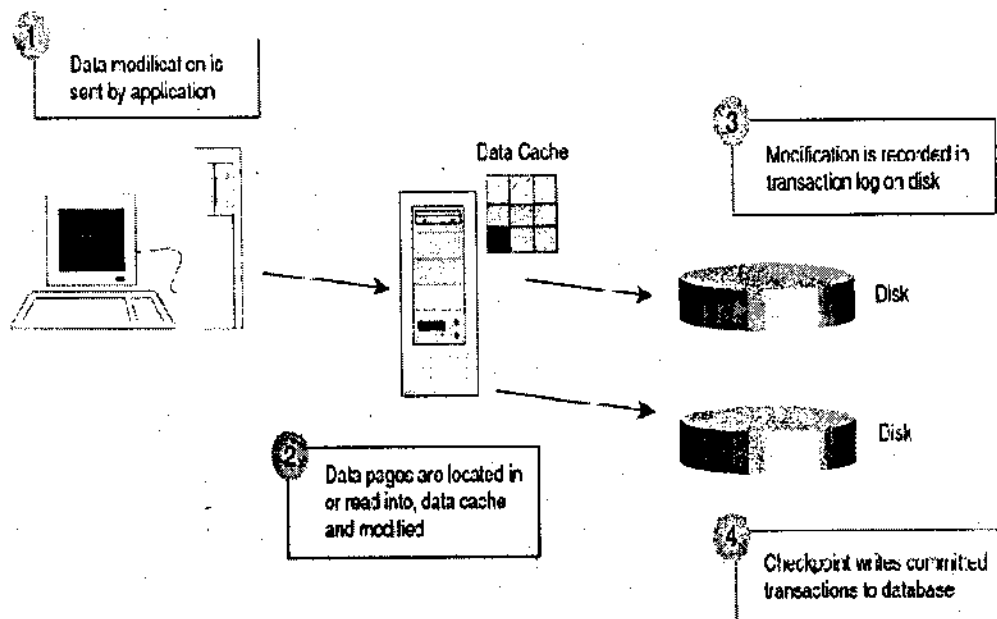 1
Data modification is
sent by application
Data Cache
3
Modification is recorded in
transaction log on disk
Disk
Disk
2
Data pages are located in
or read into, data cache
and modified
4
Checkpoint writes committed
transactions to database